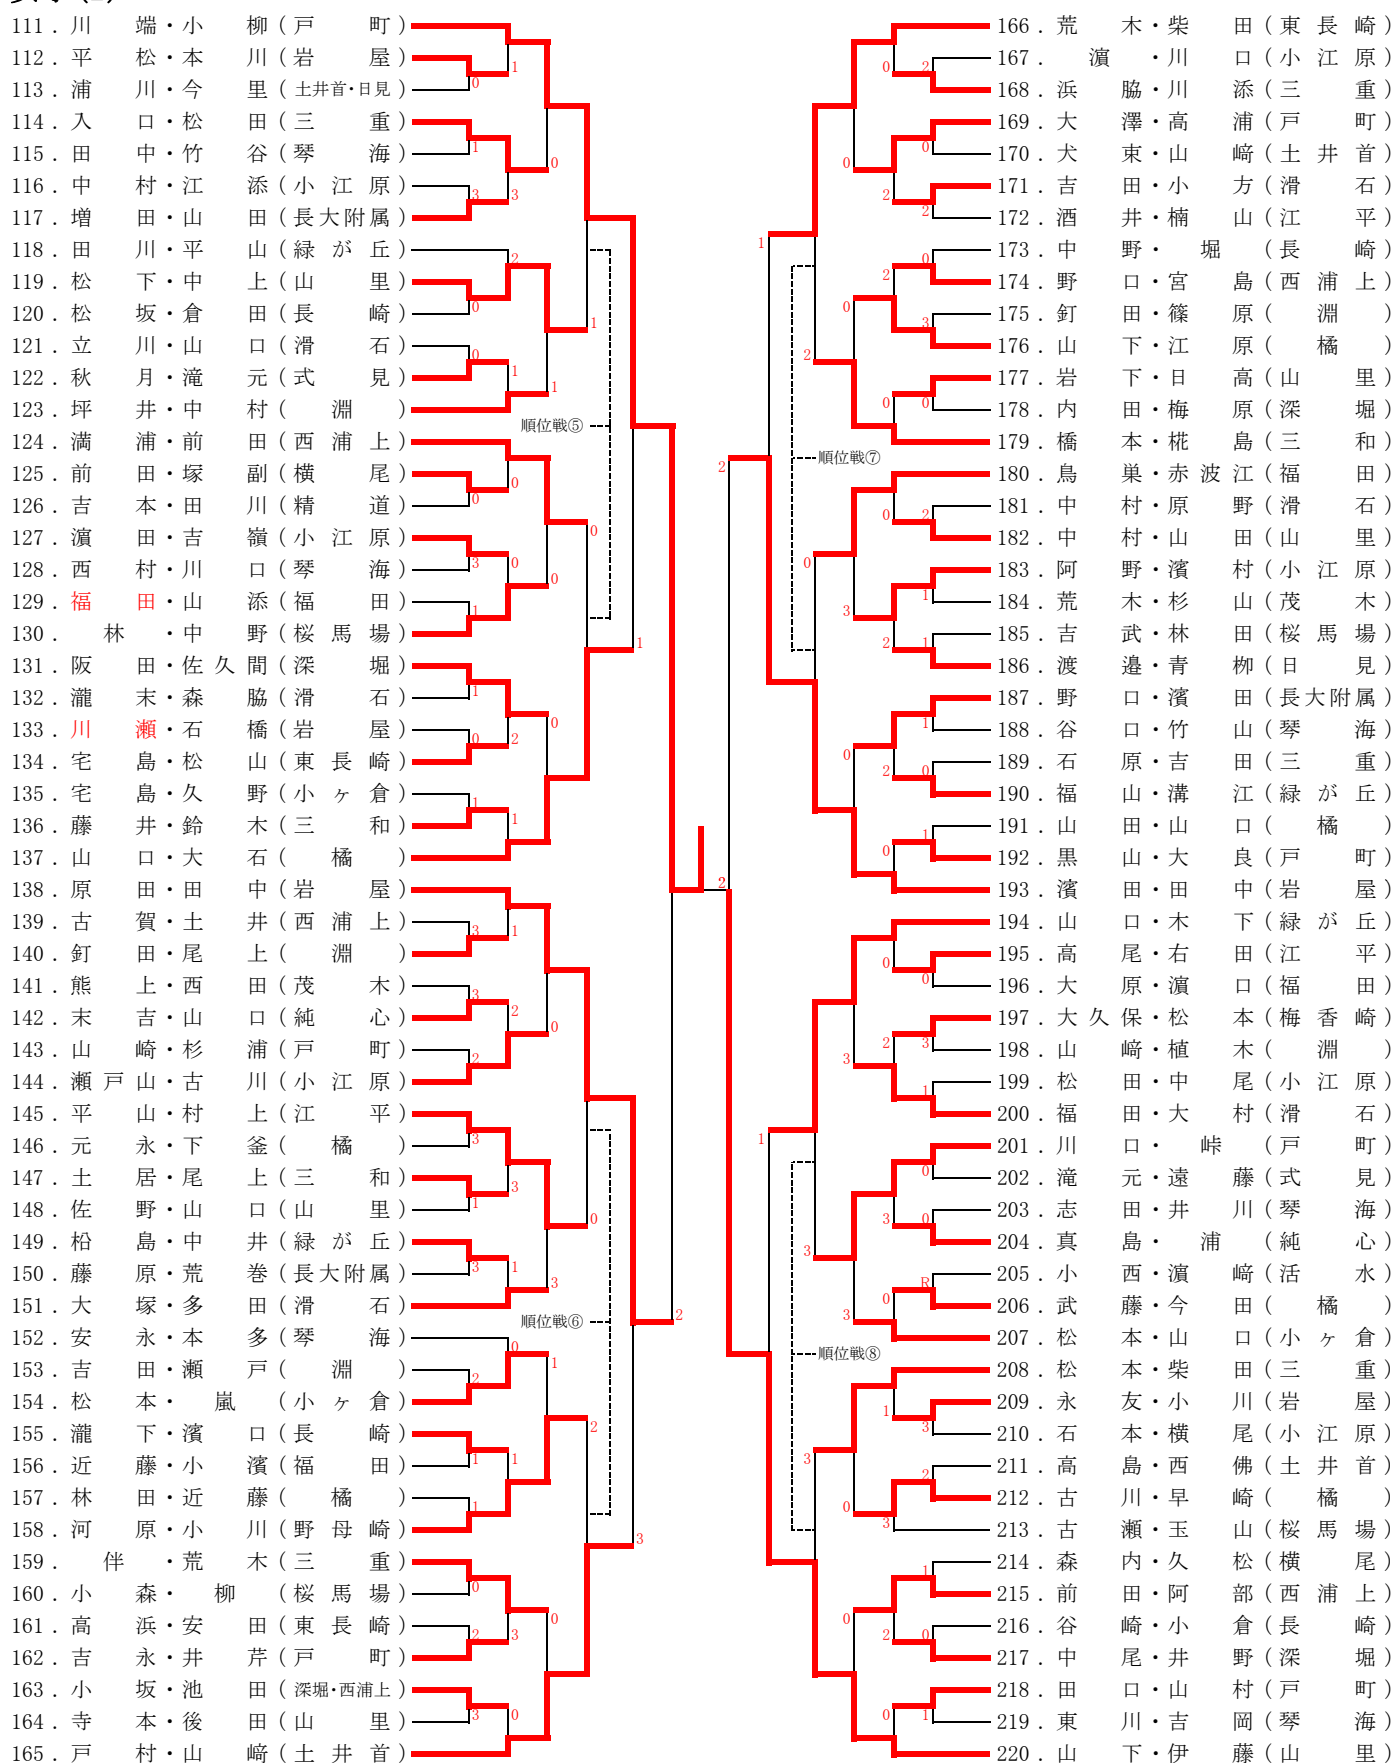 111．川　端・小　柳（戸　町）
112．平　松・本　川（岩　屋）
113．浦　川・今　里（土井首・日見）
114．入　口・松　田（三　重）
115．田　中・竹　谷（琴　海）
116．中　村・江　添（小江原）
117．増　田・山　田（長大附属）
118．田　川・平　山（緑が丘）
119．松　下・中　上（山　里）
120．松　坂・倉　田（長　崎）
121．立　川・山　口（滑　石）
122．秋　月・滝　元（式　見）
123．坪　井・中　村（　淵　）
124．満　浦・前　田（西浦上）
125．前　田・塚　副（横　尾）
126．吉　本・田　川（精　道）
127．濵　田・吉　嶺（小江原）
128．西　村・川　口（琴　海）
129．福　田・山　添（福　田）
130．　林　・中　野（桜馬場）
131．阪　田・佐久間（深　堀）
132．瀧　末・森　脇（滑　石）
133．川　瀬・石　橋（岩　屋）
134．宅　島・松　山（東長崎）
135．宅　島・久　野（小ヶ倉）
136．藤　井・鈴　木（三　和）
137．山　口・大　石（　橘　）
138．原　田・田　中（岩　屋）
139．古　賀・土　井（西浦上）
140．釘　田・尾　上（　淵　）
141．熊　上・西　田（茂　木）
142．末　吉・山　口（純　心）
143．山　崎・杉　浦（戸　町）
144．瀬戸山・古　川（小江原）
145．平　山・村　上（江　平）
146．元　永・下　釜（　橘　）
147．土　居・尾　上（三　和）
148．佐　野・山　口（山　里）
149．柗　島・中　井（緑が丘）
150．藤　原・荒　巻（長大附属）
151．大　塚・多　田（滑　石）
152．安　永・本　多（琴　海）
153．吉　田・瀬　戸（　淵　）
154．松　本・　嵐　（小ヶ倉）
155．瀧　下・濱　口（長　崎）
156．近　藤・小　濱（福　田）
157．林　田・近　藤（　橘　）
158．河　原・小　川（野母崎）
159．　伴　・荒　木（三　重）
160．小　森・　柳　（桜馬場）
161．高　浜・安　田（東長崎）
162．吉　永・井　芹（戸　町）
163．小　坂・池　田（深堀・西浦上）
164．寺　本・後　田（山　里）
165．戸　村・山　﨑（土井首）
順位戦⑤
順位戦⑥
順位戦⑦
順位戦⑧
166．荒　木・柴　田（東長崎）
167．　濵　・川　口（小江原）
168．浜　脇・川　添（三　重）
169．大　澤・高　浦（戸　町）
170．犬　東・山　﨑（土井首）
171．吉　田・小　方（滑　石）
172．酒　井・楠　山（江　平）
173．中　野・　堀　（長　崎）
174．野　口・宮　島（西浦上）
175．釘　田・篠　原（　淵　）
176．山　下・江　原（　橘　）
177．岩　下・日　高（山　里）
178．内　田・梅　原（深　堀）
179．橋　本・椛　島（三　和）
180．鳥　巣・赤波江（福　田）
181．中　村・原　野（滑　石）
182．中　村・山　田（山　里）
183．阿　野・濱　村（小江原）
184．荒　木・杉　山（茂　木）
185．吉　武・林　田（桜馬場）
186．渡　邉・青　栁（日　見）
187．野　口・濱　田（長大附属）
188．谷　口・竹　山（琴　海）
189．石　原・吉　田（三　重）
190．福　山・溝　江（緑が丘）
191．山　田・山　口（　橘　）
192．黒　山・大　良（戸　町）
193．濱　田・田　中（岩　屋）
194．山　口・木　下（緑が丘）
195．高　尾・右　田（江　平）
196．大　原・濵　口（福　田）
197．大久保・松　本（梅香崎）
198．山　﨑・植　木（　淵　）
199．松　田・中　尾（小江原）
200．福　田・大　村（滑　石）
201．川　口・　峠　（戸　町）
202．滝　元・遠　藤（式　見）
203．志　田・井　川（琴　海）
204．真　島・　浦　（純　心）
205．小　西・濵　﨑（活　水）
206．武　藤・今　田（　橘　）
207．松　本・山　口（小ヶ倉）
208．松　本・柴　田（三　重）
209．永　友・小　川（岩　屋）
210．石　本・横　尾（小江原）
211．高　島・西　佛（土井首）
212．古　川・早　崎（　橘　）
213．古　瀬・玉　山（桜馬場）
214．森　内・久　松（横　尾）
215．前　田・阿　部（西浦上）
216．谷　崎・小　倉（長　崎）
217．中　尾・井　野（深　堀）
218．田　口・山　村（戸　町）
219．東　川・吉　岡（琴　海）
220．山　下・伊　藤（山　里）